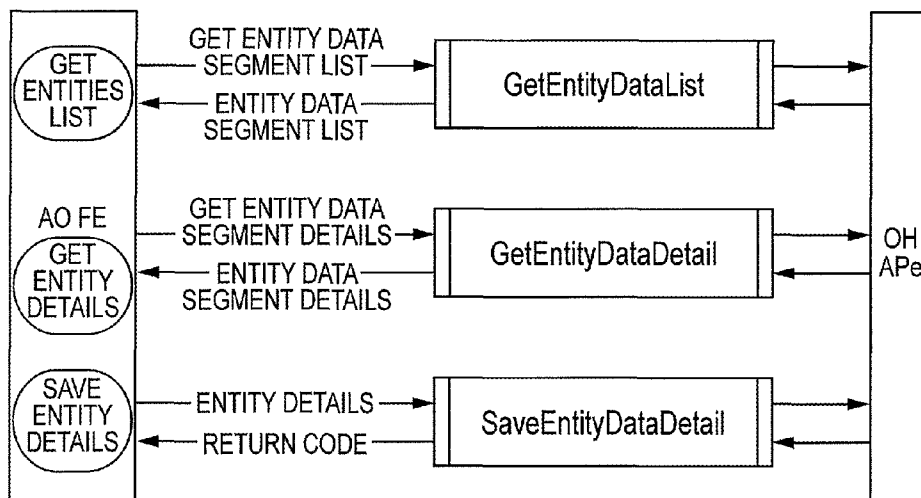 GET
ENTITIES
LIST
GET ENTITY DATA
SEGMENT LIST
ENTITY DATA
SEGMENT LIST
GetEntityDataList
AO FE
GET
ENTITY
DETAILS
GET ENTITY DATA
SEGMENT DETAILS
ENTITY DATA
SEGMENT DETAILS
GetEntityDataDetail
OH
APe
SAVE
ENTITY
DETAILS
ENTITY DETAILS
RETURN CODE
SaveEntityDataDetail